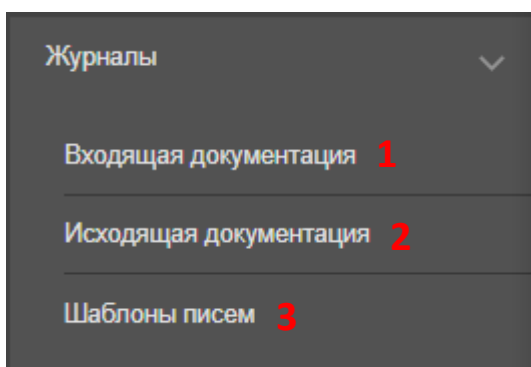 Журналы
Входящая документация 1
Исходящая документация 2
Шаблоны писем 3